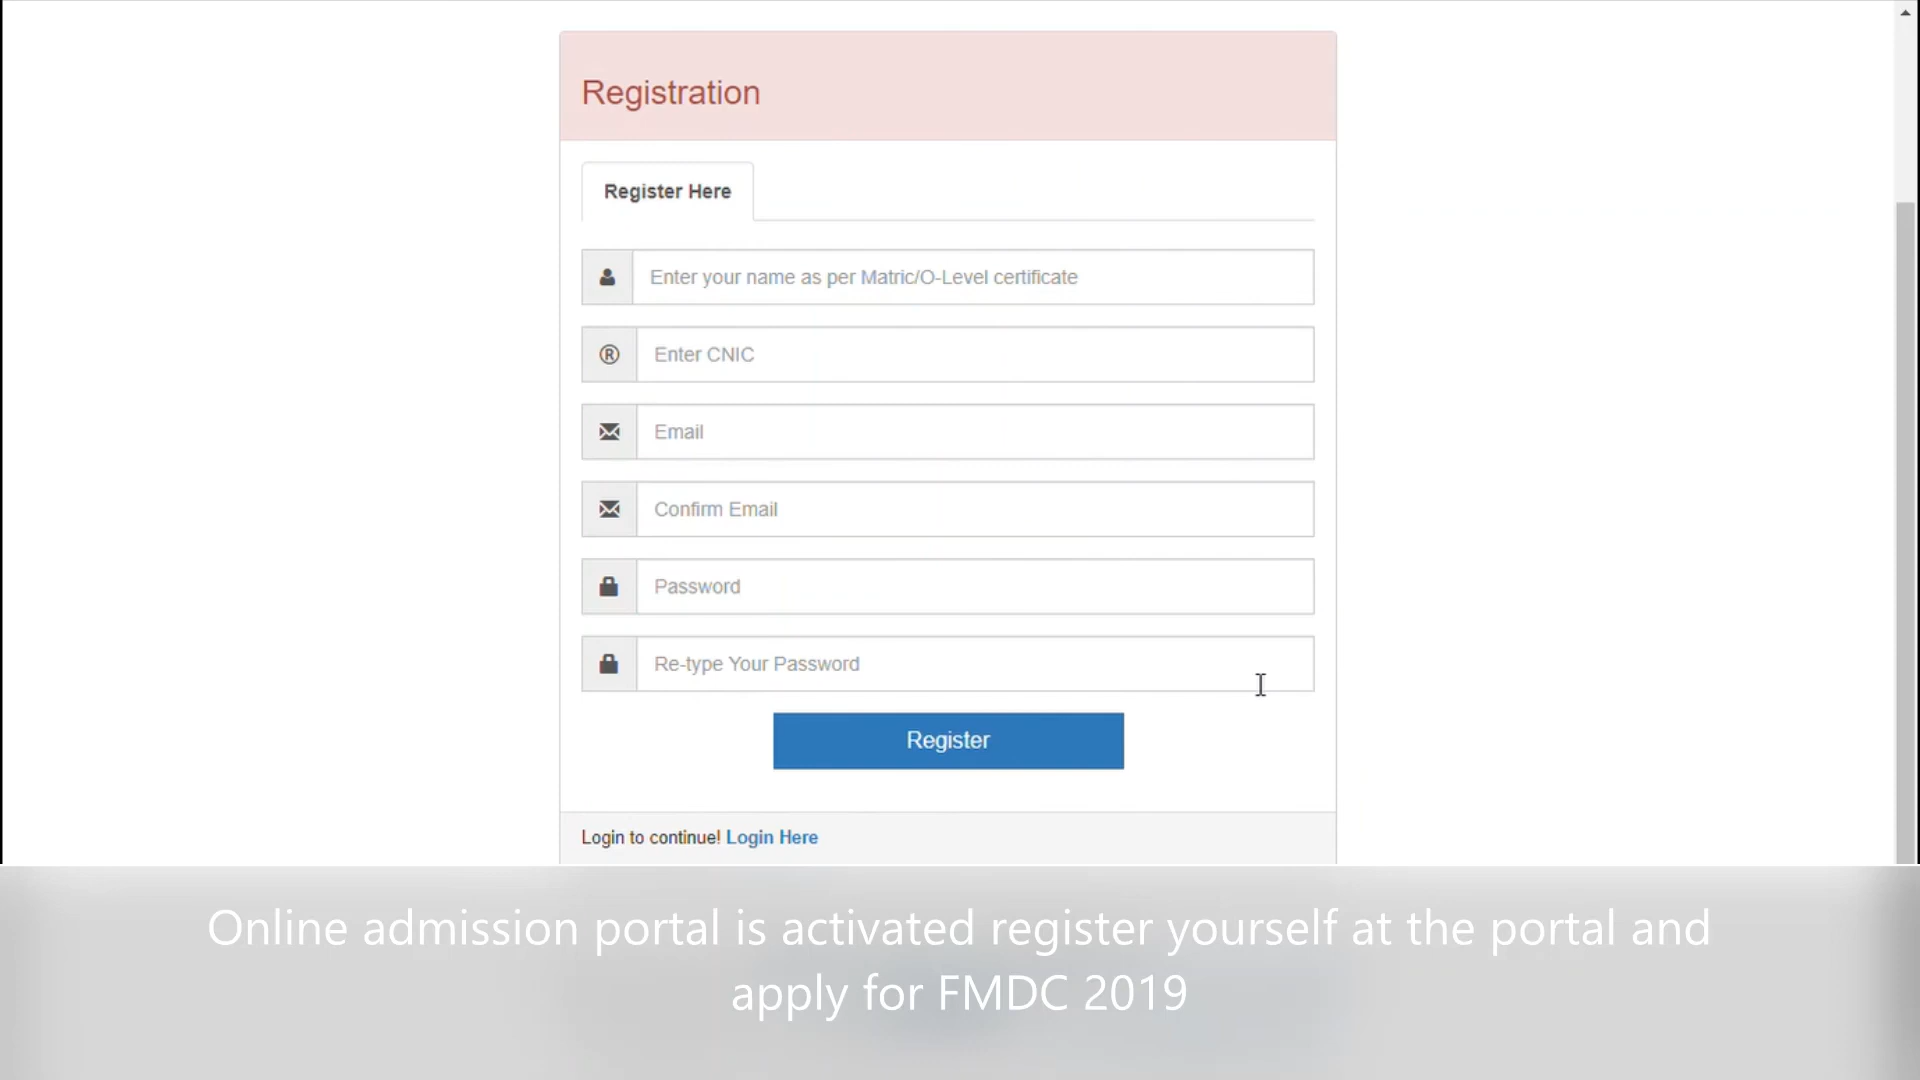 Registration
Register Here
Enter your name as per Matric/O-Level certificate
Enter CNIC
Email
Confirm Email
Password
Re-type Your Password
Register
Login to continue! Login Here
Online admission portal is activated register yourself at the portal and
apply for FMDC 2019